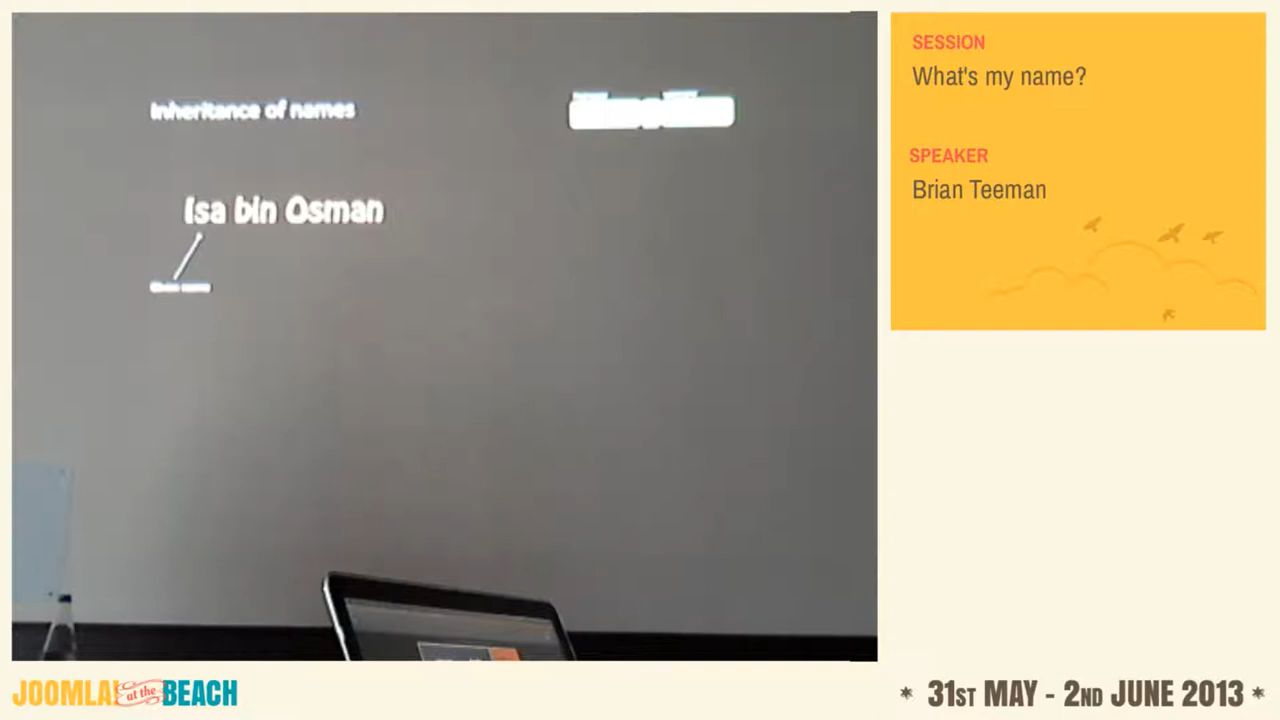 Inheritance of names
Isa bin Osman
SESSION
What's my name?
SPEAKER
Brian Teeman
JOOMLA! at the BEACH
* 31ST MAY - 2ND JUNE 2013 *